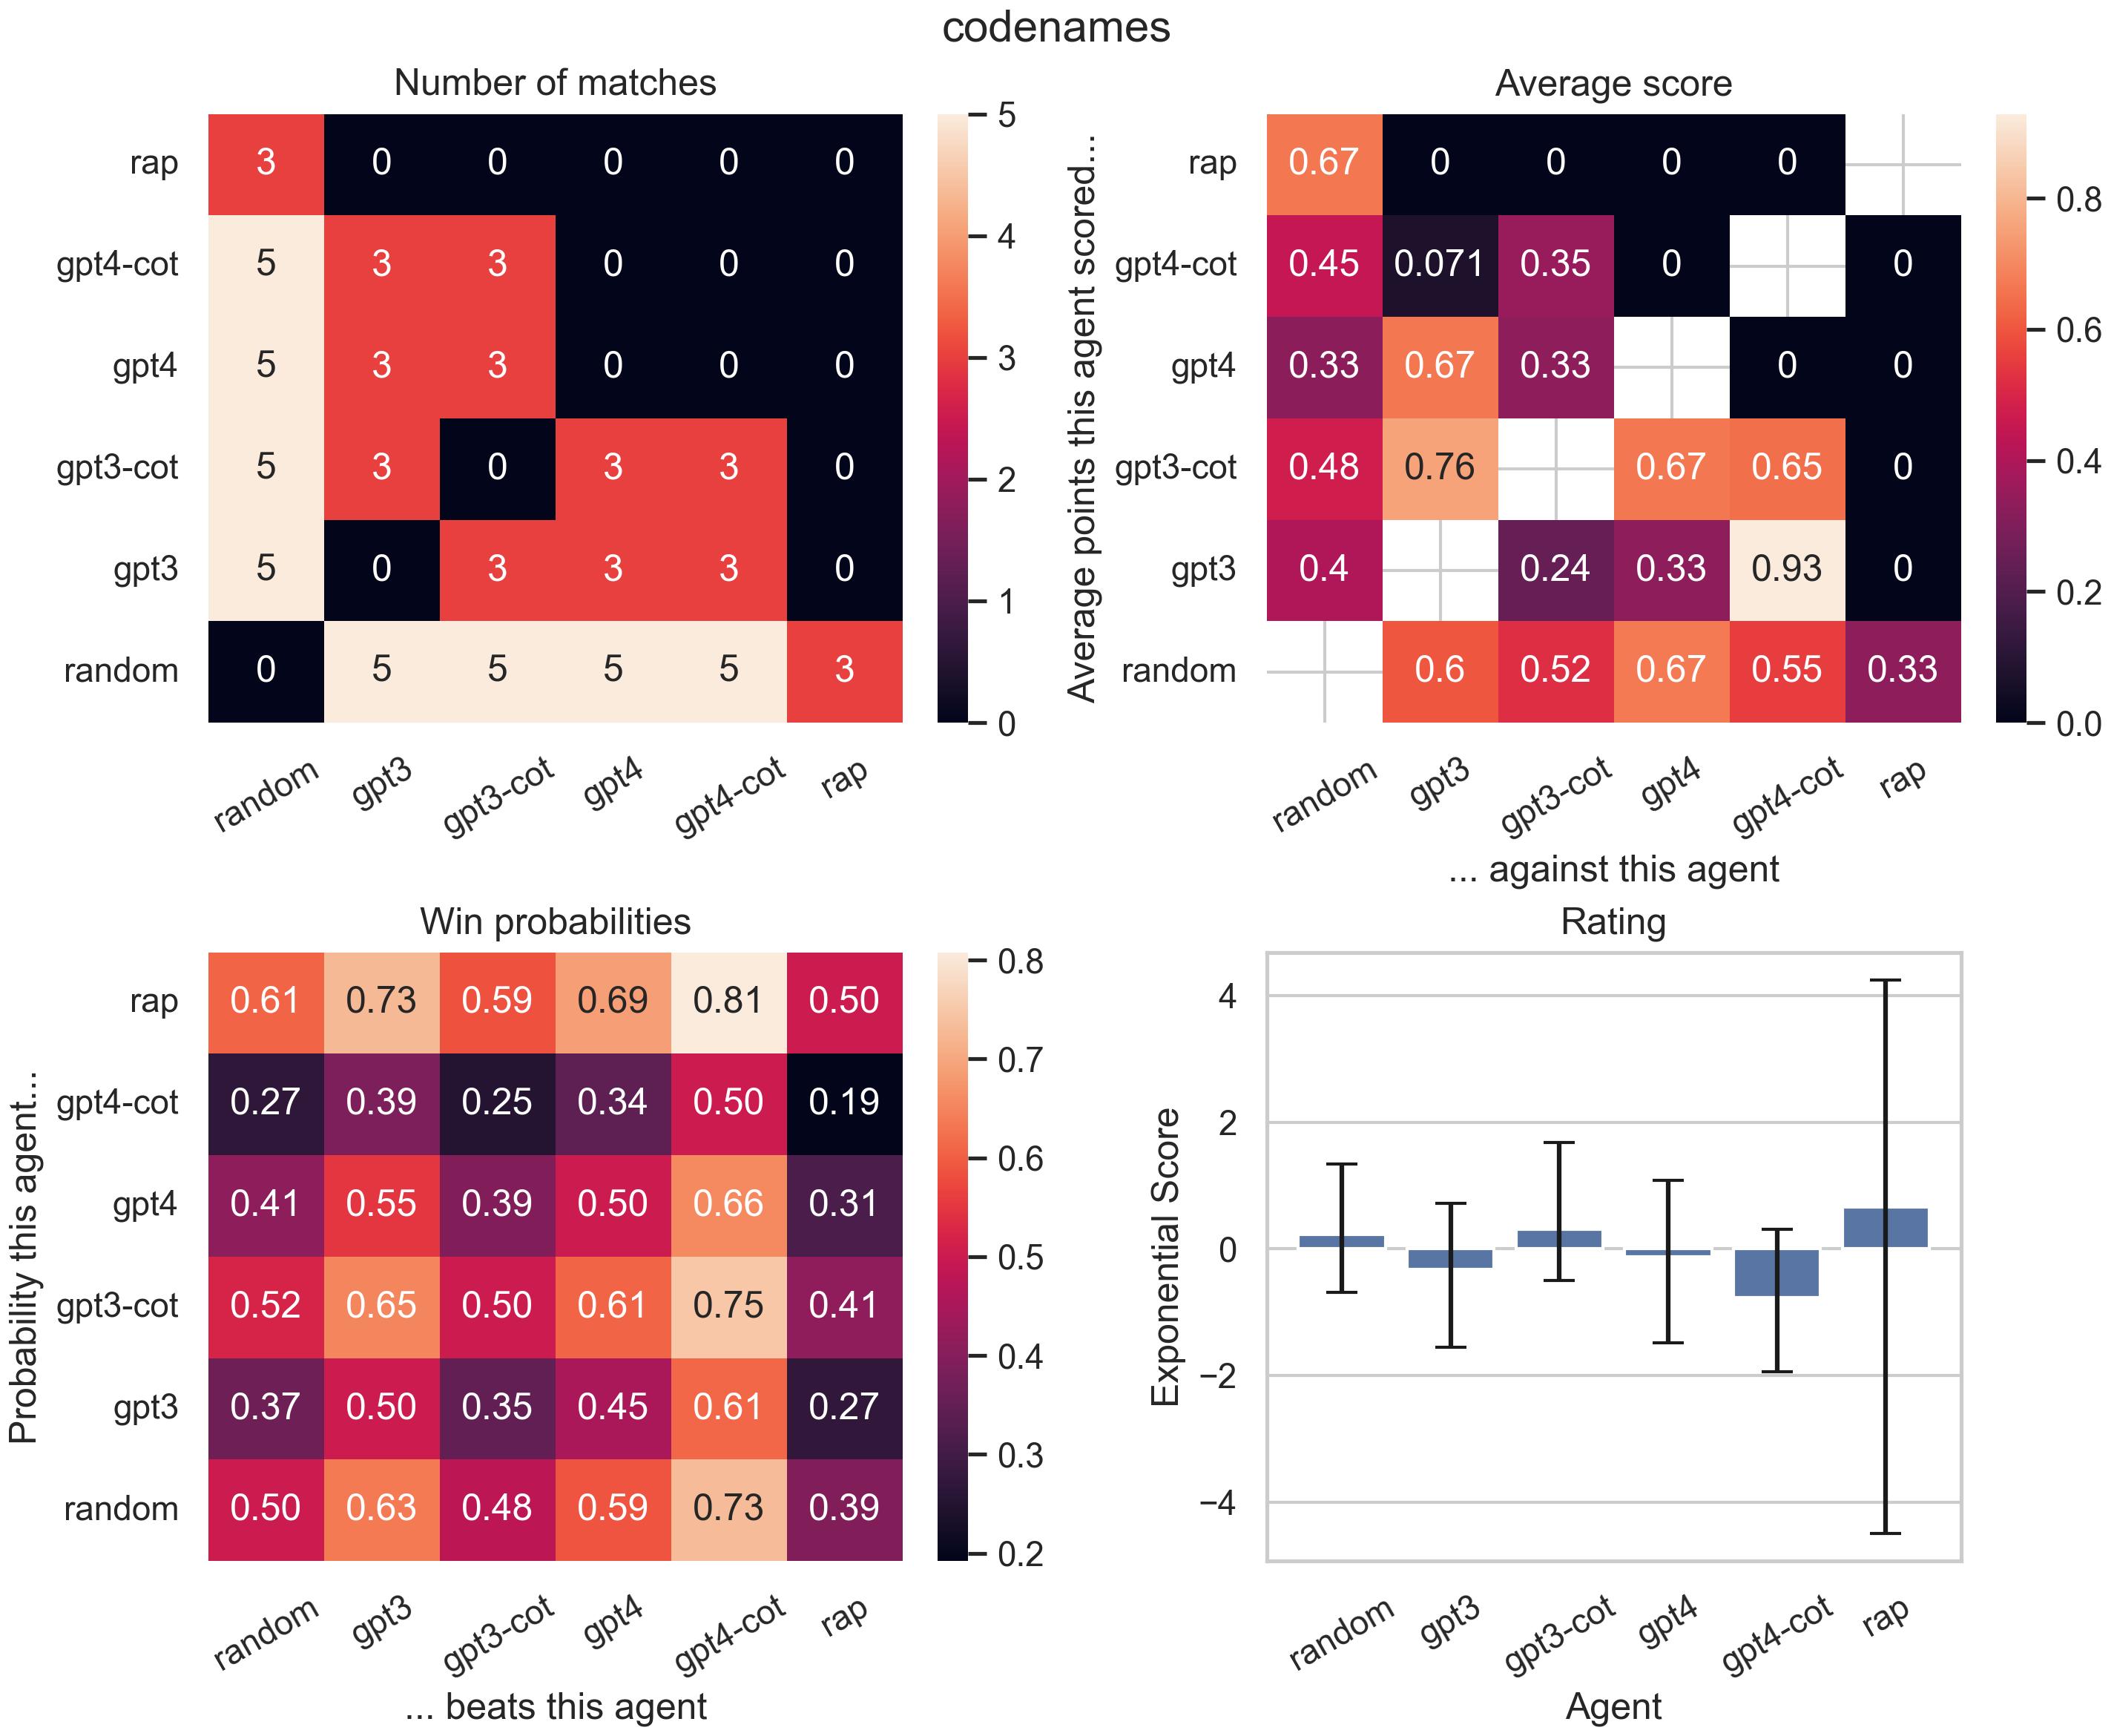 codenames
Number of matches
rap 3 0 0 0 0 0
gpt4-cot 5 3 3 0 0 0
gpt4 5 3 3 0 0 0
gpt3-cot 5 3 0 3 3 0
gpt3 5 0 3 3 3 0
random 0 5 5 5 5 3
random gpt3 gpt3-cot gpt4 gpt4-cot rap
5
4
3
2
1
0
Average score
Average points this agent scored...
rap 0.67 0 0 0 0
gpt4-cot 0.45 0.071 0.35 0 0
gpt4 0.33 0.67 0.33 0 0
gpt3-cot 0.48 0.76 0.67 0.65 0
gpt3 0.4 0.24 0.33 0.93 0
random 0.6 0.52 0.67 0.55 0.33
random gpt3 gpt3-cot gpt4 gpt4-cot rap
... against this agent
0.8
0.6
0.4
0.2
0.0
Win probabilities
Probability this agent...
rap 0.61 0.73 0.59 0.69 0.81 0.50
gpt4-cot 0.27 0.39 0.25 0.34 0.50 0.19
gpt4 0.41 0.55 0.39 0.50 0.66 0.31
gpt3-cot 0.52 0.65 0.50 0.61 0.75 0.41
gpt3 0.37 0.50 0.35 0.45 0.61 0.27
random 0.50 0.63 0.48 0.59 0.73 0.39
random gpt3 gpt3-cot gpt4 gpt4-cot rap
... beats this agent
0.8
0.7
0.6
0.5
0.4
0.3
0.2
Rating
Exponential Score
4
2
0
−2
−4
random gpt3 gpt3-cot gpt4 gpt4-cot rap
Agent